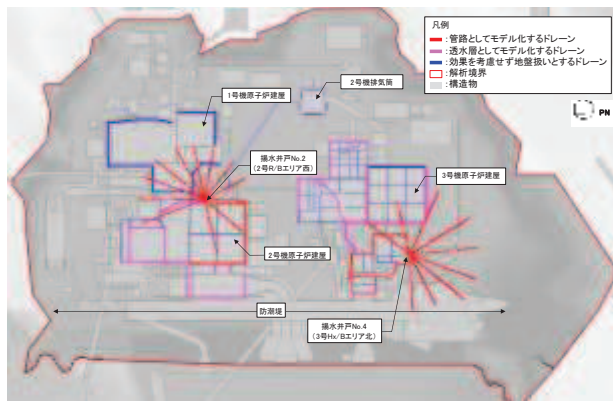 凡例
:管路としてモデル化するドレーン
:透水層としてモデル化するドレーン
:効果を考慮せず地盤扱いとするドレーン
:解析境界
:構造物
PN
2号機排気筒
1号機原子炉建屋
揚水井戸No.2
(2号R/Bエリア西)
3号機原子炉建屋
2号機原子炉建屋
防潮堤
揚水井戸No.4
(3号Hx/Bエリア北)